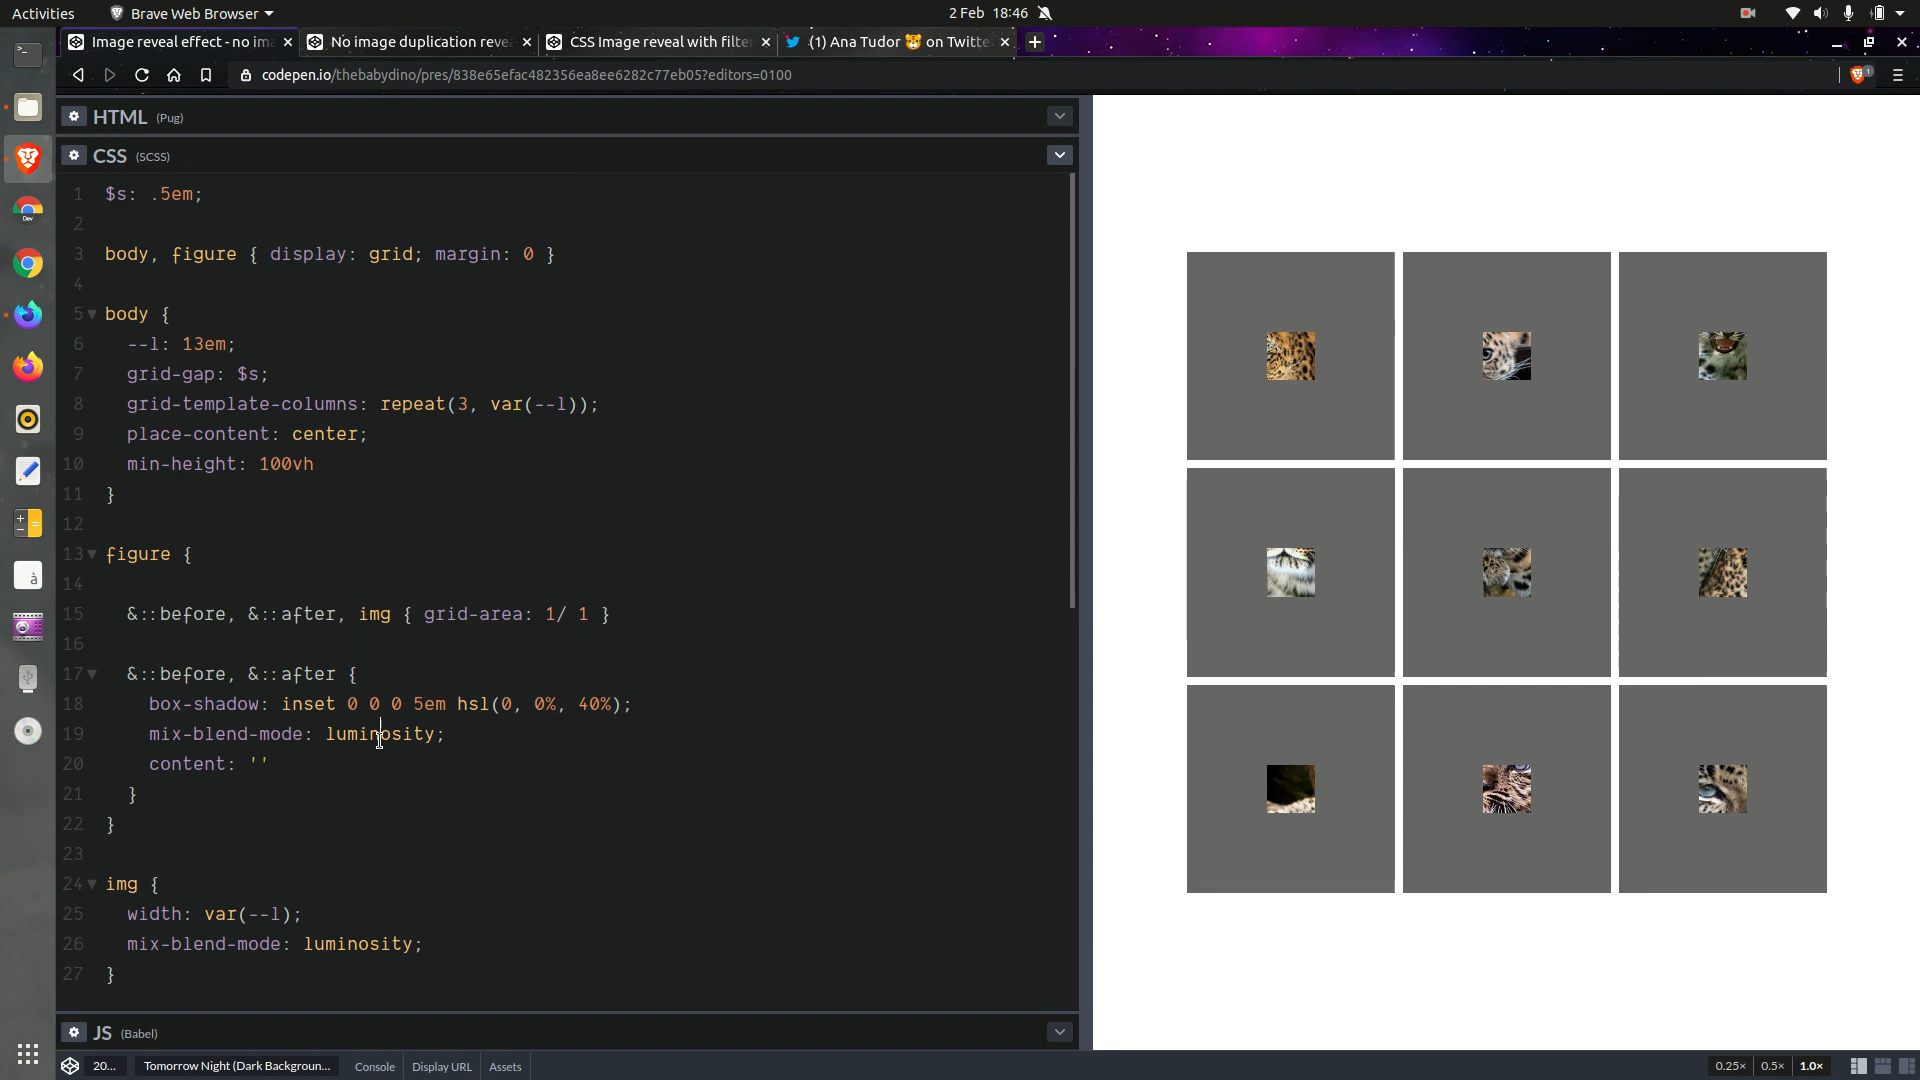 Activities
Brave Web Browser
2 Feb 18:46
Image reveal effect - no im
No image duplication reve
CSS Image reveal with filte
(1) Ana Tudor 🐯 on Twitte
codepen.io/thebabydino/pres/838e65efac482356ea8ee6282c77eb05?editors=0100
1
HTML (Pug)
CSS (SCSS)
1 $s: .5em;
2
3 body, figure { display: grid; margin: 0 }
4
5 body {
6 --l: 13em;
7 grid-gap: $s;
8 grid-template-columns: repeat(3, var(--l));
9 place-content: center;
10 min-height: 100vh
11 }
12
13 figure {
14
15 &::before, &::after, img { grid-area: 1/ 1 }
16
17 &::before, &::after {
18 box-shadow: inset 0 0 0 5em hsl(0, 0%, 40%);
19 mix-blend-mode: luminosity;
20 content: ''
21 }
22 }
23
24 img {
25 width: var(--l);
26 mix-blend-mode: luminosity;
27 }
JS (Babel)
20... Tomorrow Night (Dark Backgroun... Console Display URL Assets
0.25× 0.5× 1.0×
Dev
à